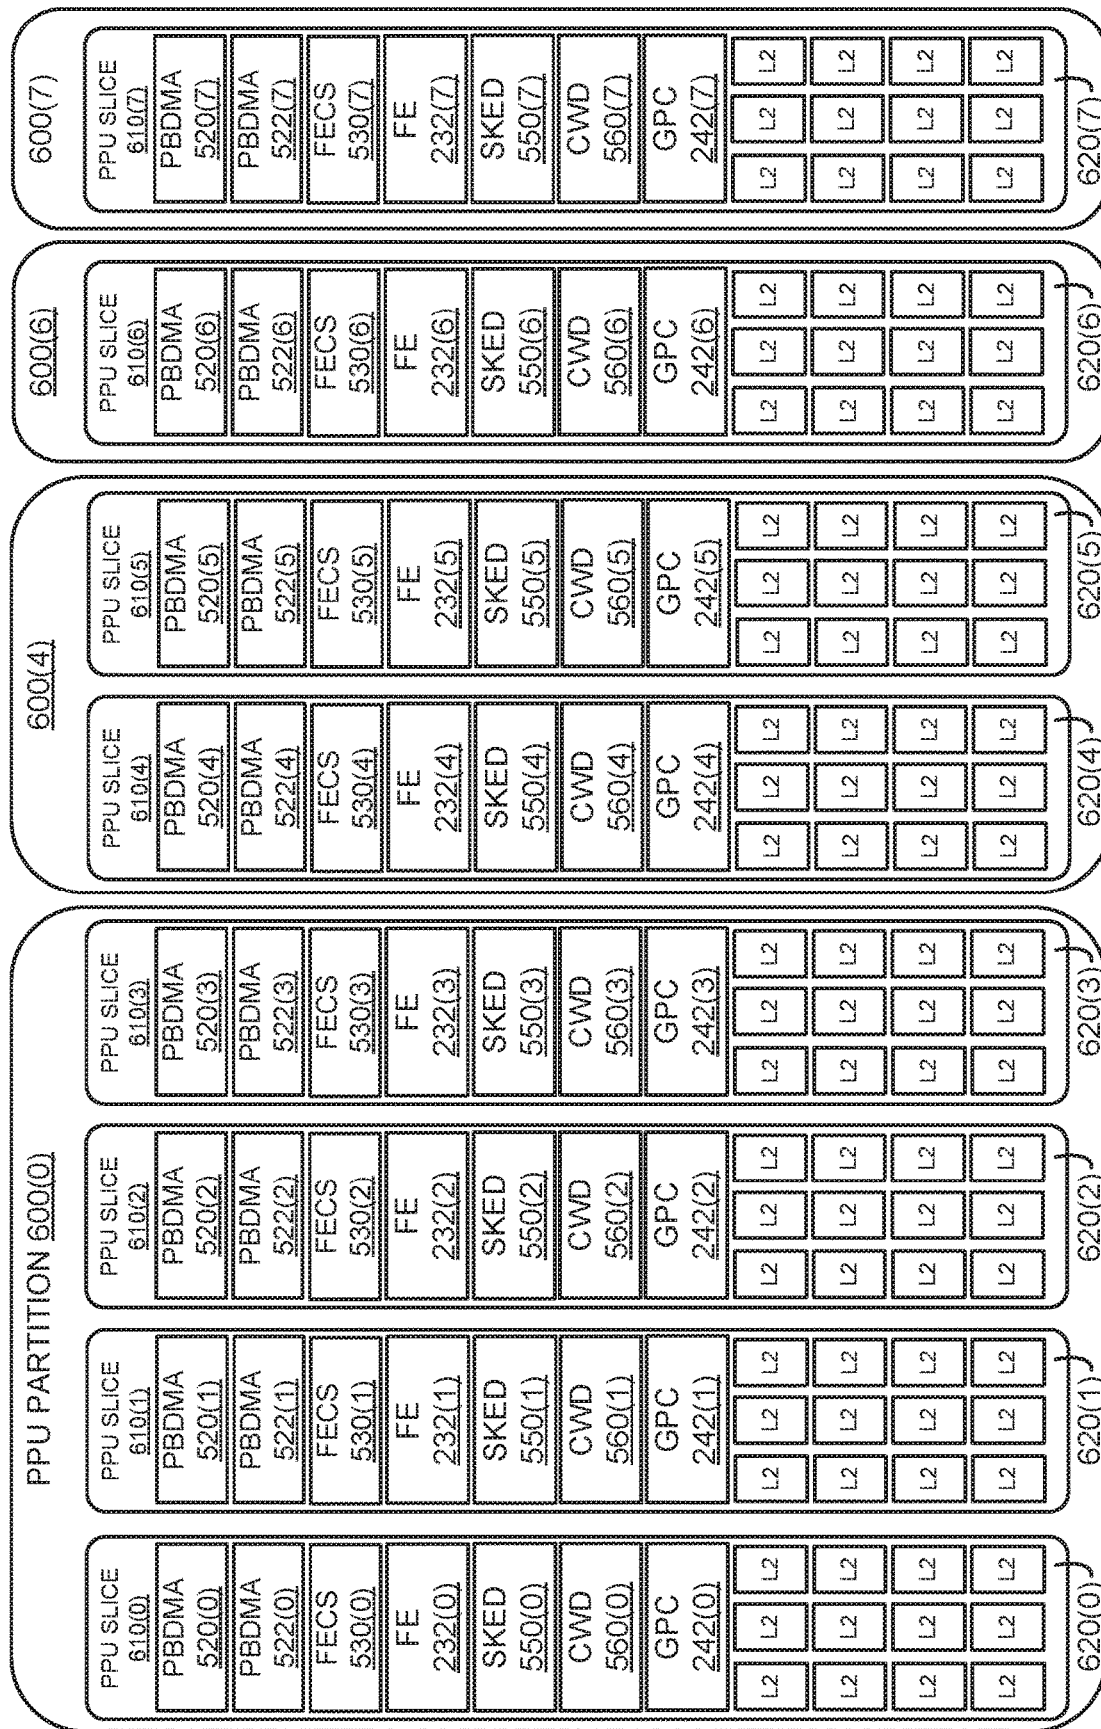 PPU PARTITION 600(0)
PPU SLICE
610(0)
PBDMA
520(0)
PBDMA
522(0)
FECS
530(0)
FE
232(0)
SKED
550(0)
CWD
560(0)
GPC
242(0)
L2 L2 L2
L2 L2 L2
L2 L2 L2
L2 L2 L2
620(0)
PPU SLICE
610(1)
PBDMA
520(1)
PBDMA
522(1)
FECS
530(1)
FE
232(1)
SKED
550(1)
CWD
560(1)
GPC
242(1)
L2 L2 L2
L2 L2 L2
L2 L2 L2
L2 L2 L2
620(1)
PPU SLICE
610(2)
PBDMA
520(2)
PBDMA
522(2)
FECS
530(2)
FE
232(2)
SKED
550(2)
CWD
560(2)
GPC
242(2)
L2 L2 L2
L2 L2 L2
L2 L2 L2
L2 L2 L2
620(2)
PPU SLICE
610(3)
PBDMA
520(3)
PBDMA
522(3)
FECS
530(3)
FE
232(3)
SKED
550(3)
CWD
560(3)
GPC
242(3)
L2 L2 L2
L2 L2 L2
L2 L2 L2
L2 L2 L2
620(3)
600(4)
PPU SLICE
610(4)
PBDMA
520(4)
PBDMA
522(4)
FECS
530(4)
FE
232(4)
SKED
550(4)
CWD
560(4)
GPC
242(4)
L2 L2 L2
L2 L2 L2
L2 L2 L2
L2 L2 L2
620(4)
PPU SLICE
610(5)
PBDMA
520(5)
PBDMA
522(5)
FECS
530(5)
FE
232(5)
SKED
550(5)
CWD
560(5)
GPC
242(5)
L2 L2 L2
L2 L2 L2
L2 L2 L2
L2 L2 L2
620(5)
600(6)
PPU SLICE
610(6)
PBDMA
520(6)
PBDMA
522(6)
FECS
530(6)
FE
232(6)
SKED
550(6)
CWD
560(6)
GPC
242(6)
L2 L2 L2
L2 L2 L2
L2 L2 L2
L2 L2 L2
620(6)
600(7)
PPU SLICE
610(7)
PBDMA
520(7)
PBDMA
522(7)
FECS
530(7)
FE
232(7)
SKED
550(7)
CWD
560(7)
GPC
242(7)
L2 L2 L2
L2 L2 L2
L2 L2 L2
L2 L2 L2
620(7)